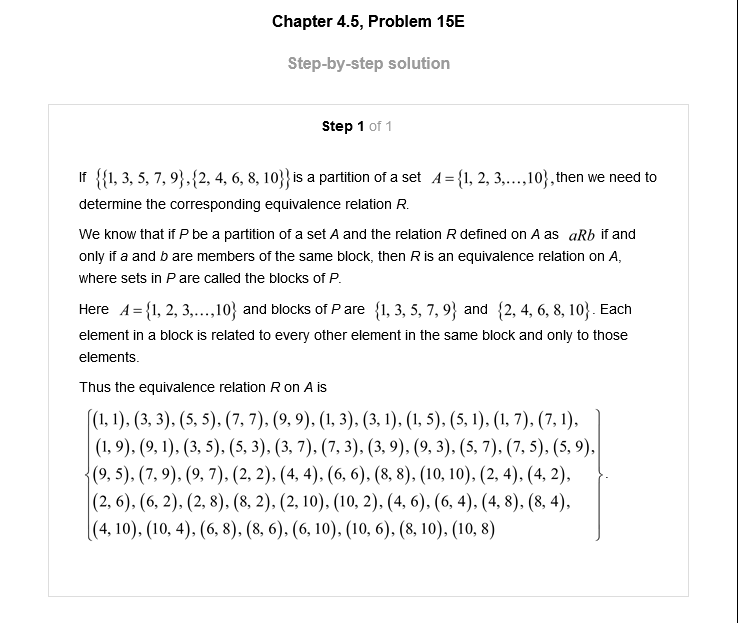 Chapter 4.5, Problem 15E
Step-by-step solution
Step 1 of 1
If {{1, 3, 5, 7, 9},{2, 4, 6, 8, 10}} is a partition of a set A={1, 2, 3,...,10},then we need to
determine the corresponding equivalence relation R.
We know that if P be a partition of a set A and the relation R defined on A as aRb if and
only if a and b are members of the same block, then R is an equivalence relation on A,
where sets in P are called the blocks of P.
Here A={1, 2, 3,...,10} and blocks of P are {1, 3, 5, 7, 9} and {2, 4, 6, 8, 10}. Each
element in a block is related to every other element in the same block and only to those
elements.
Thus the equivalence relation R on A is
{(1, 1), (3, 3), (5, 5), (7, 7), (9, 9), (1, 3), (3, 1), (1, 5), (5, 1), (1, 7), (7, 1),
(1, 9), (9, 1), (3, 5), (5, 3), (3, 7), (7, 3), (3, 9), (9, 3), (5, 7), (7, 5), (5, 9),
(9, 5), (7, 9), (9, 7), (2, 2), (4, 4), (6, 6), (8, 8), (10, 10), (2, 4), (4, 2),
(2, 6), (6, 2), (2, 8), (8, 2), (2, 10), (10, 2), (4, 6), (6, 4), (4, 8), (8, 4),
(4, 10), (10, 4), (6, 8), (8, 6), (6, 10), (10, 6), (8, 10), (10, 8)}.